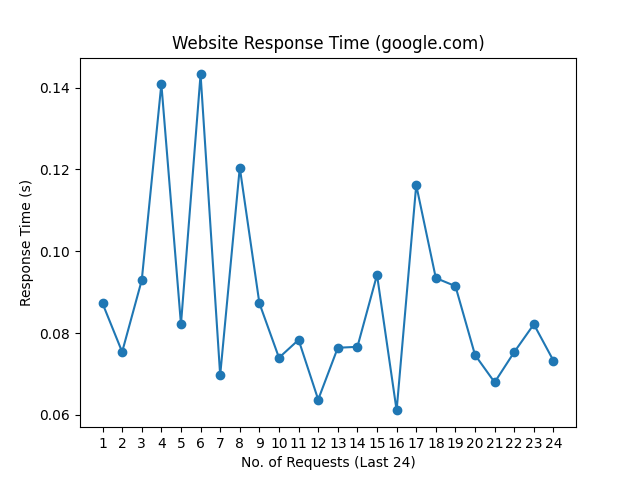 Website Response Time (google.com)
0.14
0.12
0.10
0.08
0.06
Response Time (s)
1 2 3 4 5 6 7 8 9 10 11 12 13 14 15 16 17 18 19 20 21 22 23 24
No. of Requests (Last 24)